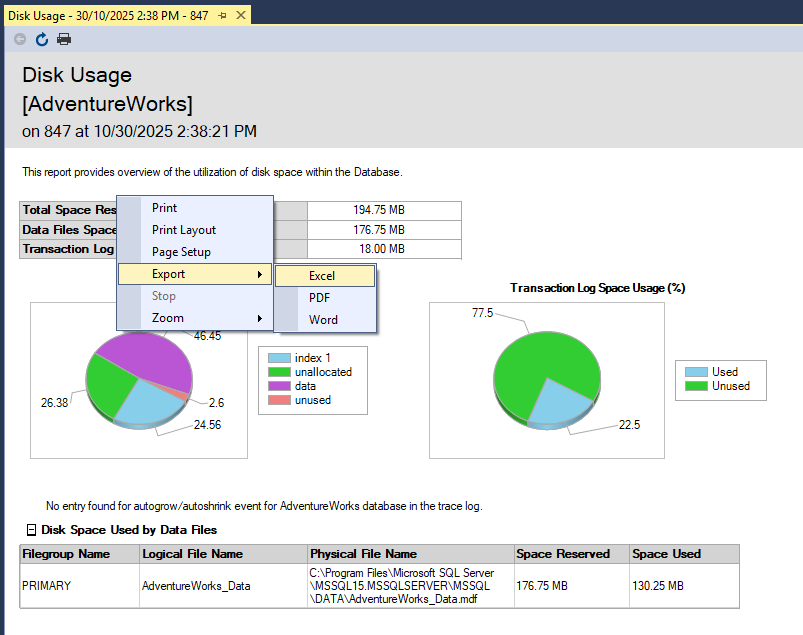 Disk Usage - 30/10/2025 2:38 PM - 847
Disk Usage
[AdventureWorks]
on 847 at 10/30/2025 2:38:21 PM
This report provides overview of the utilization of disk space within the Database.
Total Space Res 194.75 MB
Data Files Space 176.75 MB
Transaction Log 18.00 MB
Print
Print Layout
Page Setup
Export
Stop
Zoom
Excel
PDF
Word
46.45
26.38
2.6
24.56
index 1
unallocated
data
unused
Transaction Log Space Usage (%)
77.5
22.5
Used
Unused
No entry found for autogrow/autoshrink event for AdventureWorks database in the trace log.
Disk Space Used by Data Files
Filegroup Name Logical File Name Physical File Name Space Reserved Space Used
PRIMARY AdventureWorks_Data C:\Program Files\Microsoft SQL Server
\MSSQL15.MSSQLSERVER\MSSQL
\DATA\AdventureWorks_Data.mdf 176.75 MB 130.25 MB